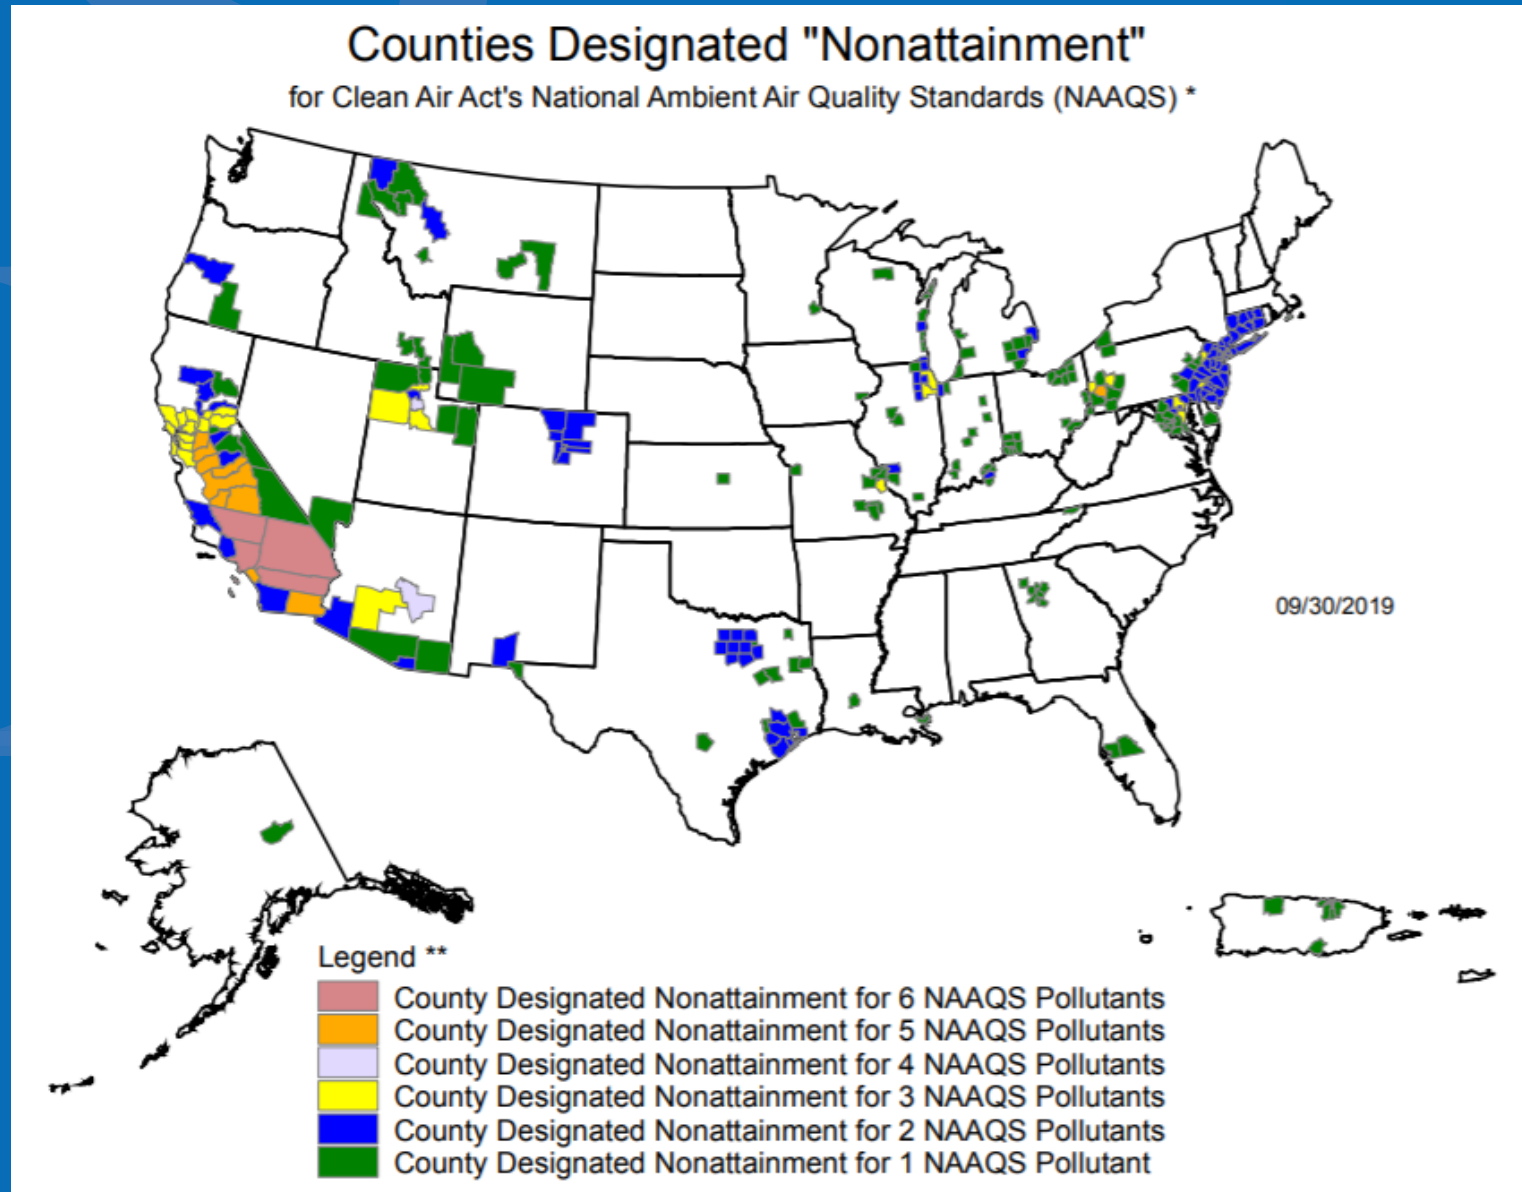 Counties Designated "Nonattainment"
for Clean Air Act's National Ambient Air Quality Standards (NAAQS) *
09/30/2019
Legend **
County Designated Nonattainment for 6 NAAQS Pollutants
County Designated Nonattainment for 5 NAAQS Pollutants
County Designated Nonattainment for 4 NAAQS Pollutants
County Designated Nonattainment for 3 NAAQS Pollutants
County Designated Nonattainment for 2 NAAQS Pollutants
County Designated Nonattainment for 1 NAAQS Pollutant